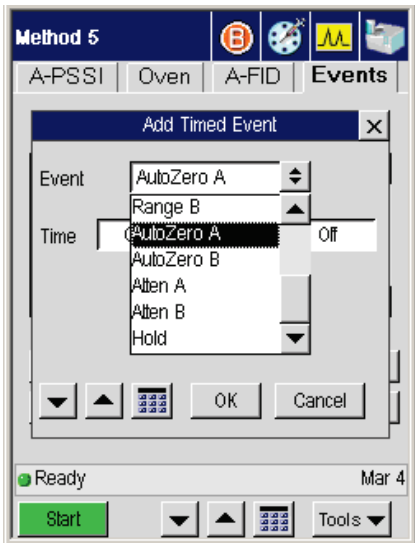 Method 5
B
A-PSSI Oven A-FID Events
Add Timed Event
Event AutoZero A
Range B
Time AutoZero A Off
AutoZero B
Atten A
Atten B
Hold
OK Cancel
Ready Mar 4
Start Tools